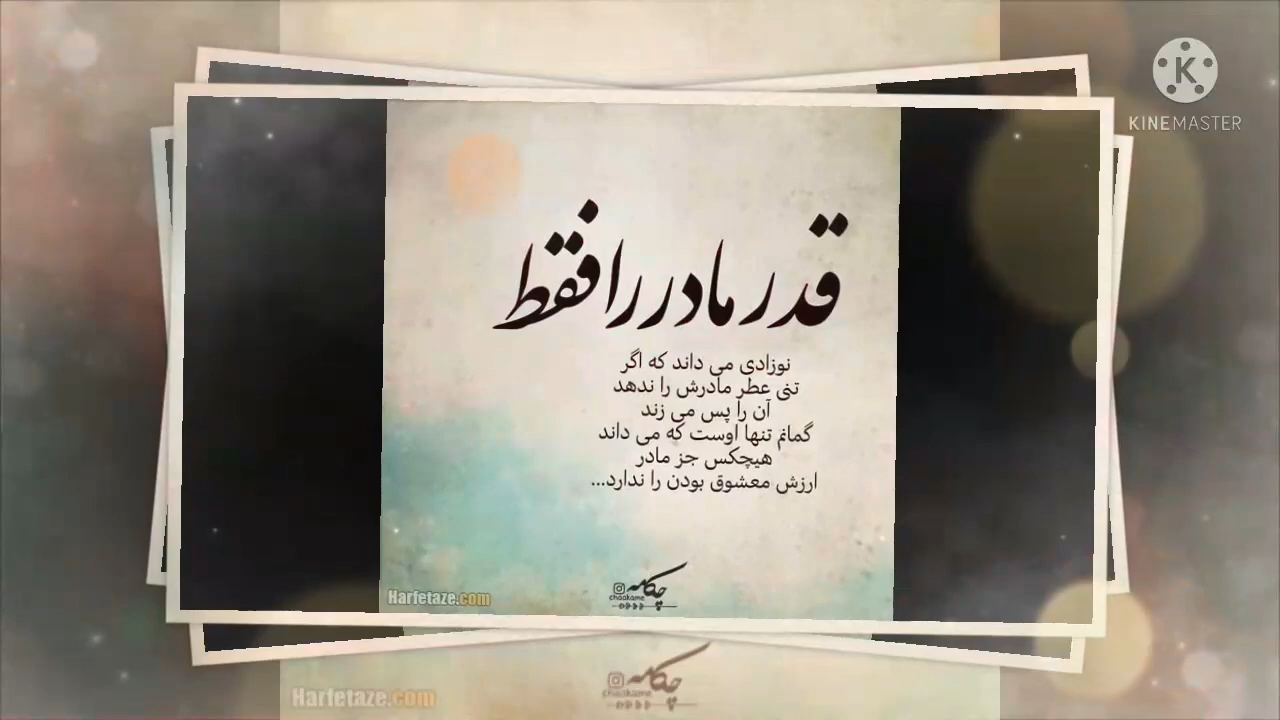 KINEMASTER
قدر مادر را فقط
نوزادی می داند که اگر
تنی عطر مادرش را ندهد
آن را پس می زند
گمانم تنها اوست که می داند
هیچکس جز مادر
ارزش معشوق بودن را ندارد...
چکامه
chaakame
Harfetaze.com
چکامه
chaakame
Harfetaze.com